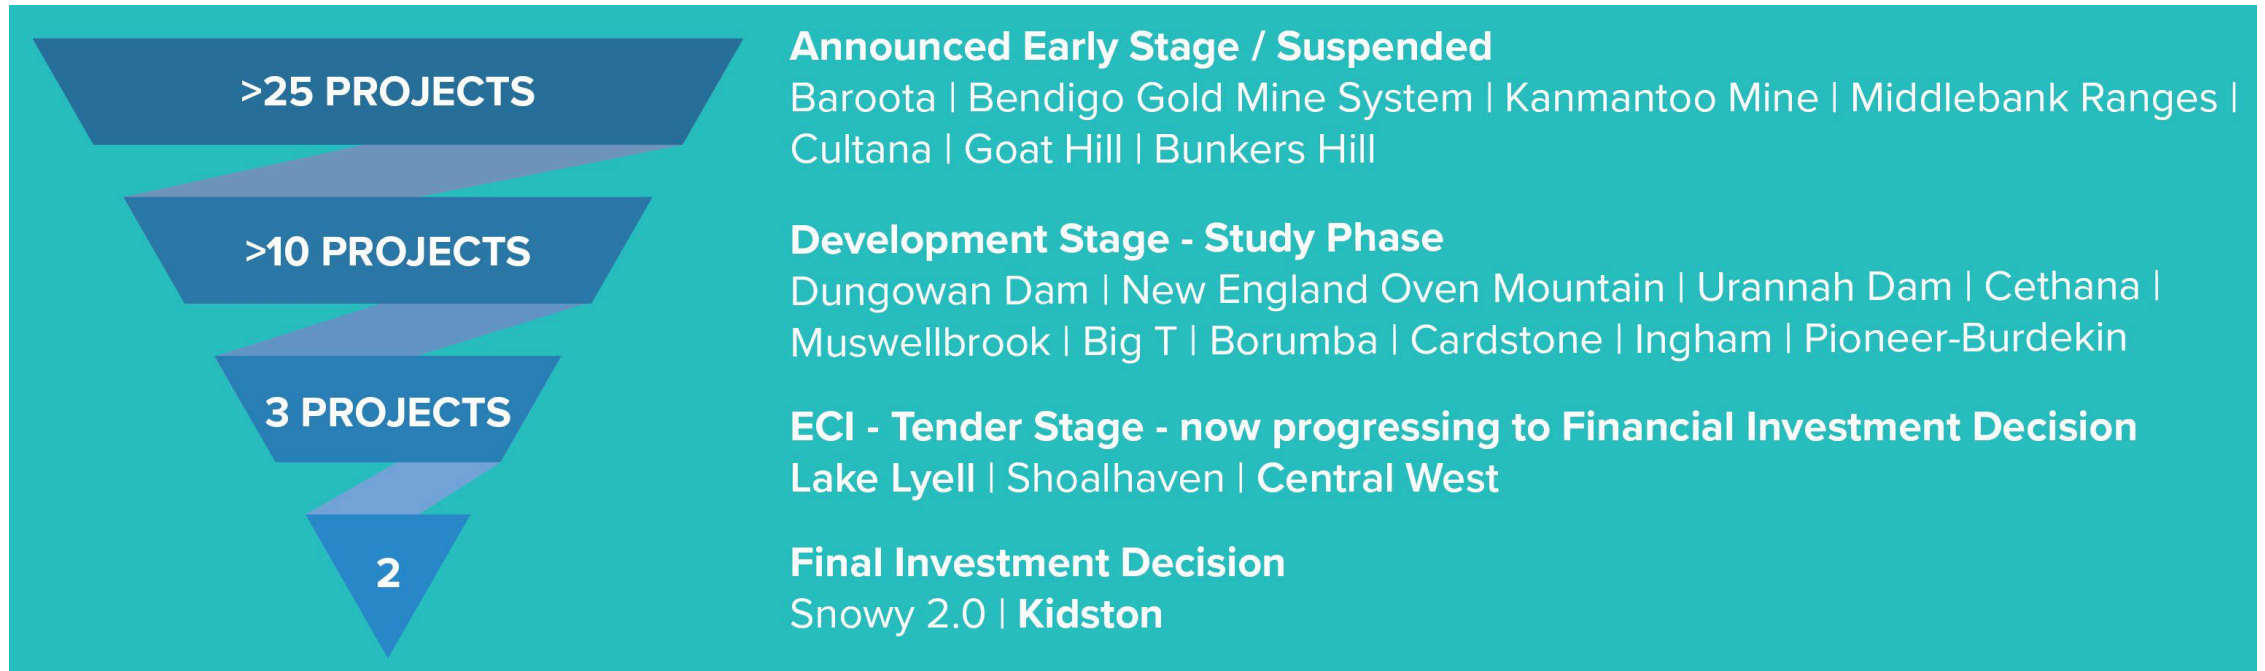 >25 PROJECTS
Announced Early Stage / Suspended
Baroota | Bendigo Gold Mine System | Kanmantoo Mine | Middlebank Ranges |
Cultana | Goat Hill | Bunkers Hill
>10 PROJECTS
Development Stage - Study Phase
Dungowan Dam | New England Oven Mountain | Urannah Dam | Cethana |
Muswellbrook | Big T | Borumba | Cardstone | Ingham | Pioneer-Burdekin
3 PROJECTS
ECI - Tender Stage - now progressing to Financial Investment Decision
Lake Lyell | Shoalhaven | Central West
2
Final Investment Decision
Snowy 2.0 | Kidston